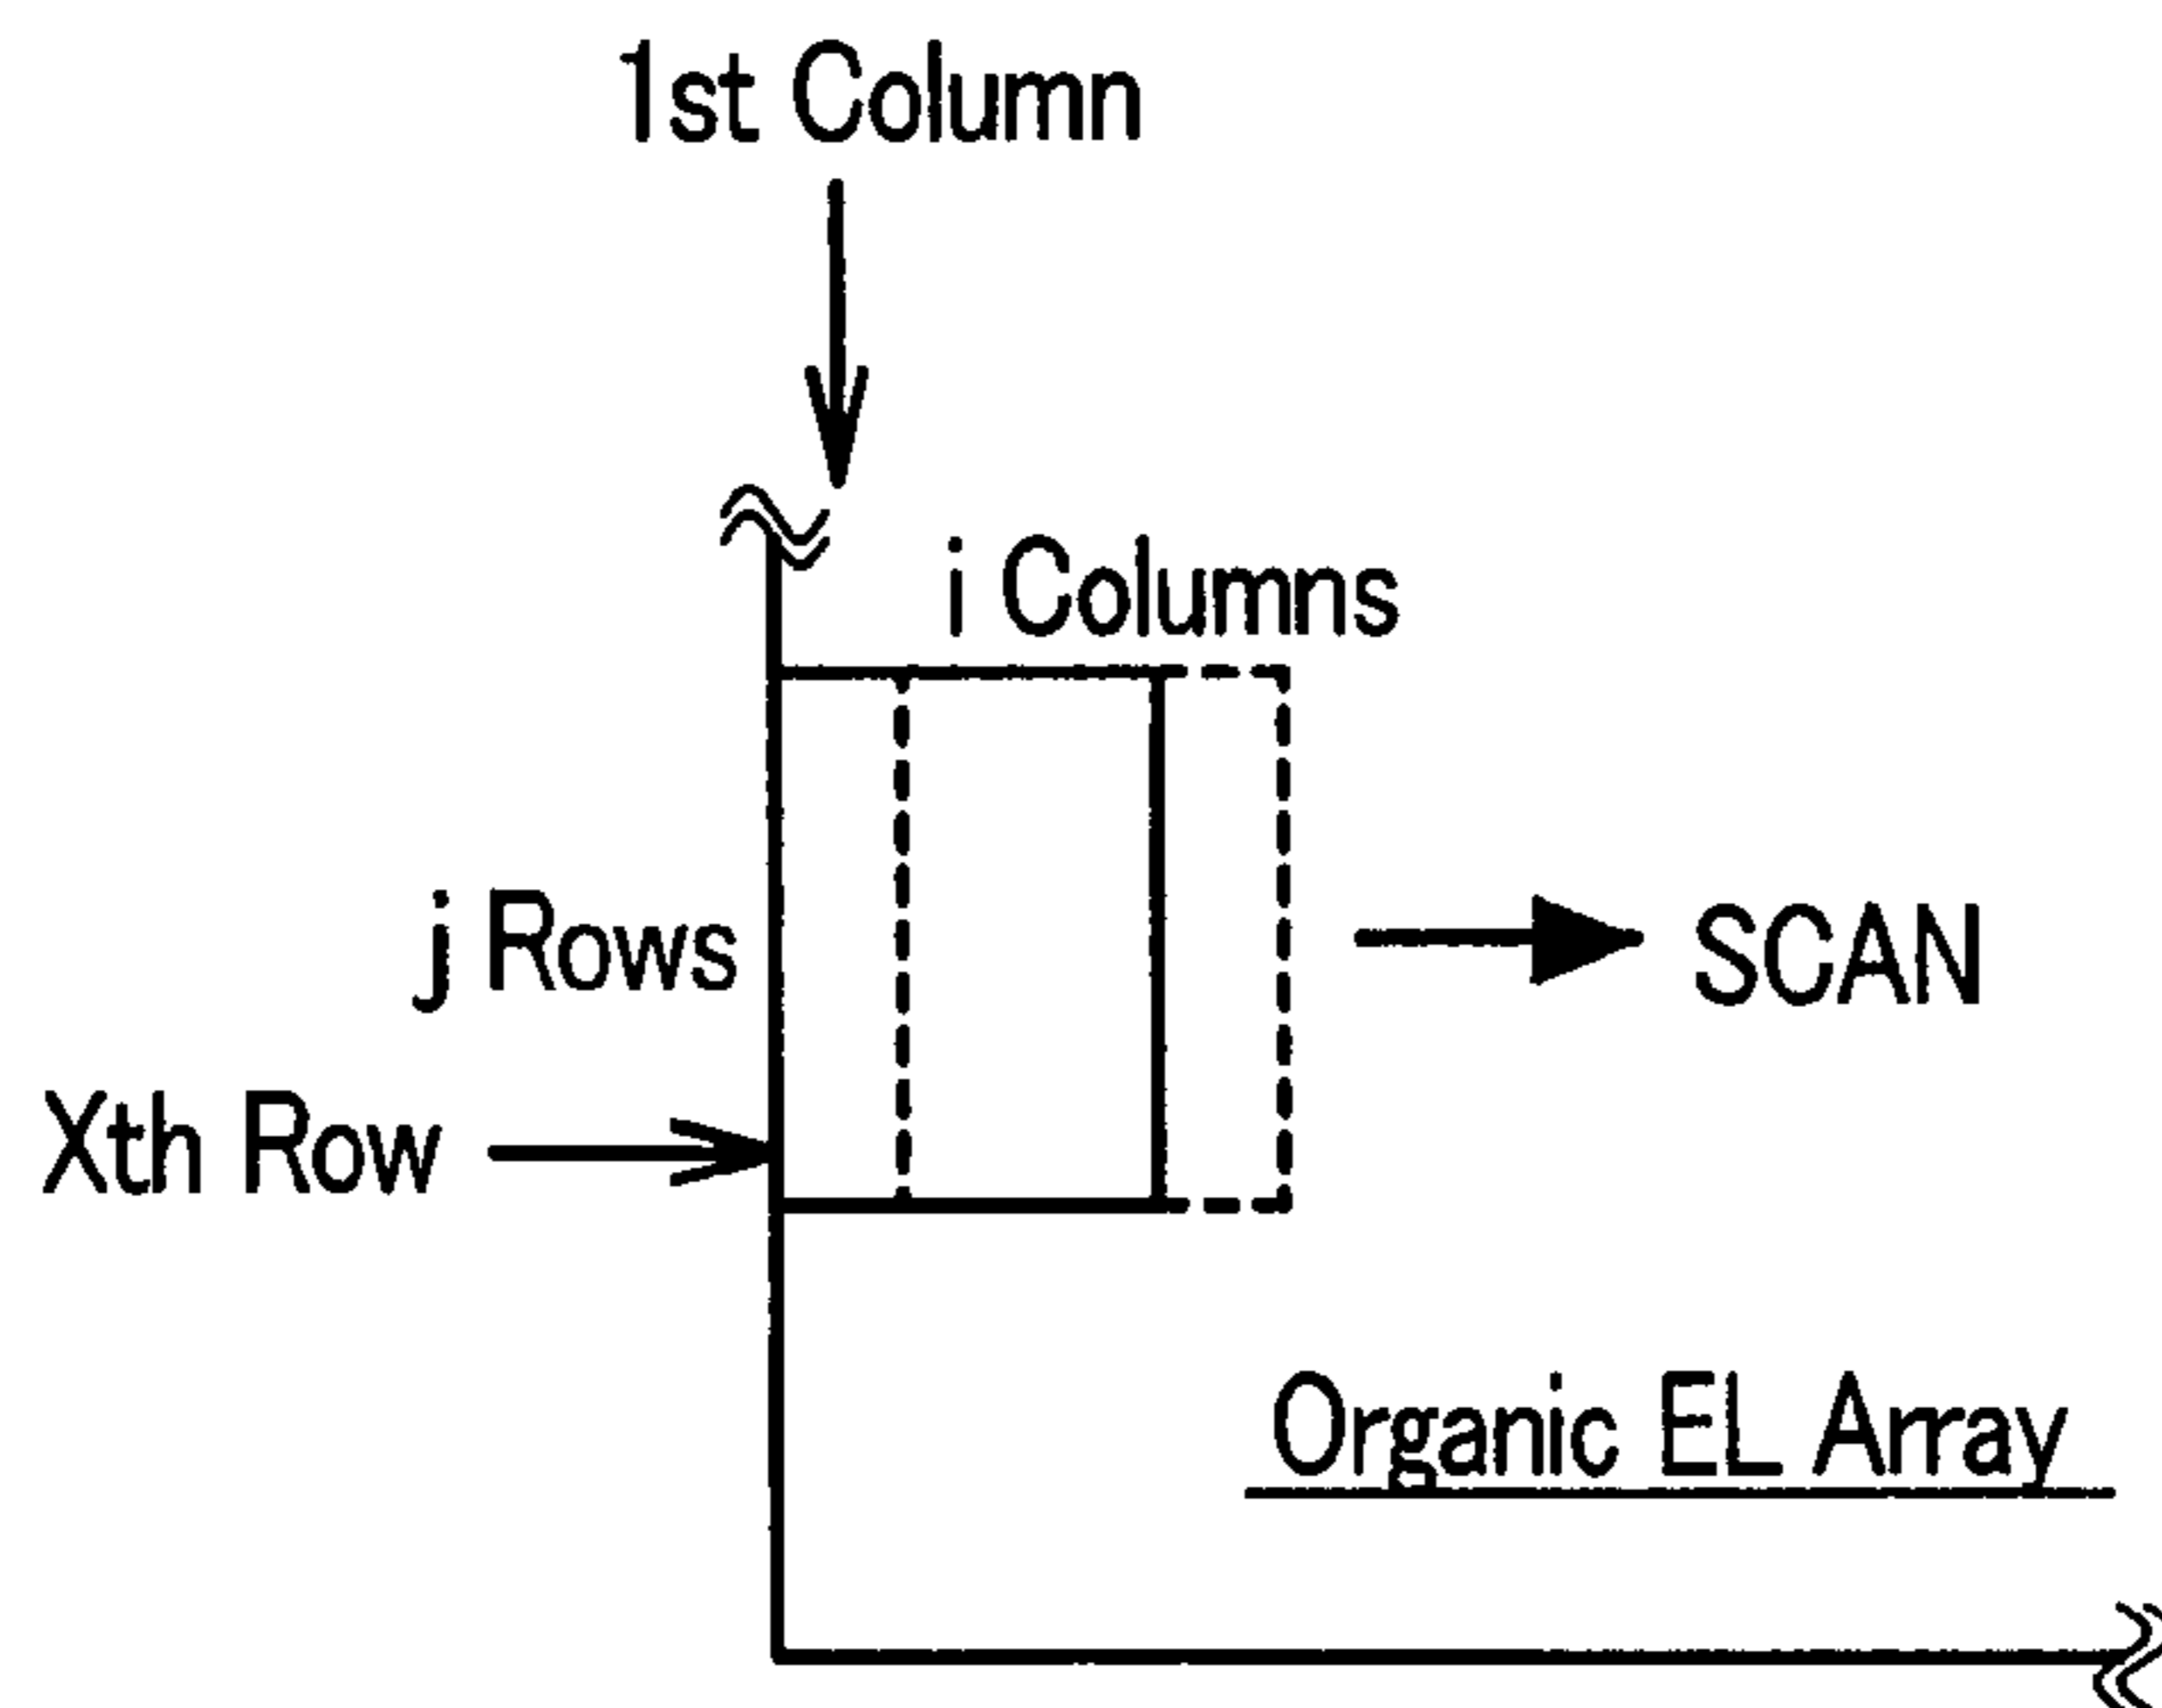 1st Column
i Columns
j Rows
SCAN
Xth Row
Organic EL Array